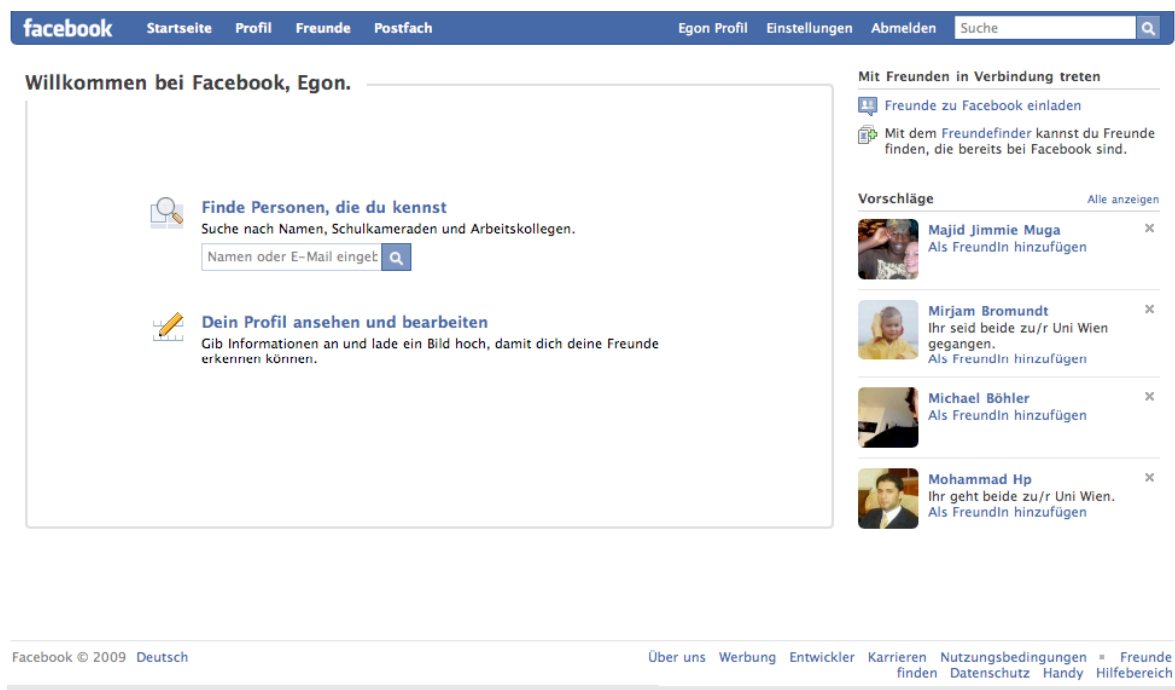 facebook Startseite Profil Freunde Postfach Egon Profil Einstellungen Abmelden Suche
Willkommen bei Facebook, Egon.
Finde Personen, die du kennst
Suche nach Namen, Schulkameraden und Arbeitskollegen.
Namen oder E-Mail eingeb
Dein Profil ansehen und bearbeiten
Gib Informationen an und lade ein Bild hoch, damit dich deine Freunde
erkennen können.
Mit Freunden in Verbindung treten
Freunde zu Facebook einladen
Mit dem Freundefinder kannst du Freunde
finden, die bereits bei Facebook sind.
Vorschläge Alle anzeigen
Majid Jimmie Muga
Als FreundIn hinzufügen
Mirjam Bromundt
Ihr seid beide zu/r Uni Wien
gegangen.
Als FreundIn hinzufügen
Michael Böhler
Als FreundIn hinzufügen
Mohammad Hp
Ihr geht beide zu/r Uni Wien.
Als FreundIn hinzufügen
Facebook © 2009 Deutsch
Über uns Werbung Entwickler Karrieren Nutzungsbedingungen ▪ Freunde
finden Datenschutz Handy Hilfebereich